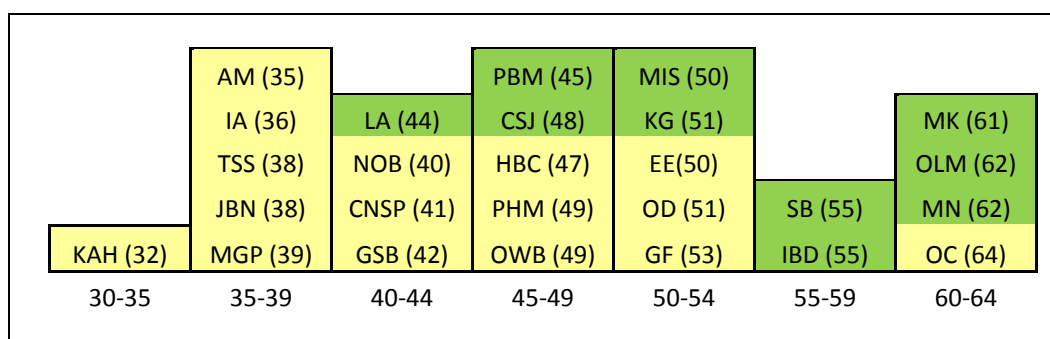 AM (35) PBM (45) MIS (50)
IA (36) LA (44) CSJ (48) KG (51) MK (61)
TSS (38) NOB (40) HBC (47) EE(50) OLM (62)
JBN (38) CNSP (41) PHM (49) OD (51) SB (55) MN (62)
KAH (32) MGP (39) GSB (42) OWB (49) GF (53) IBD (55) OC (64)
30-35 35-39 40-44 45-49 50-54 55-59 60-64